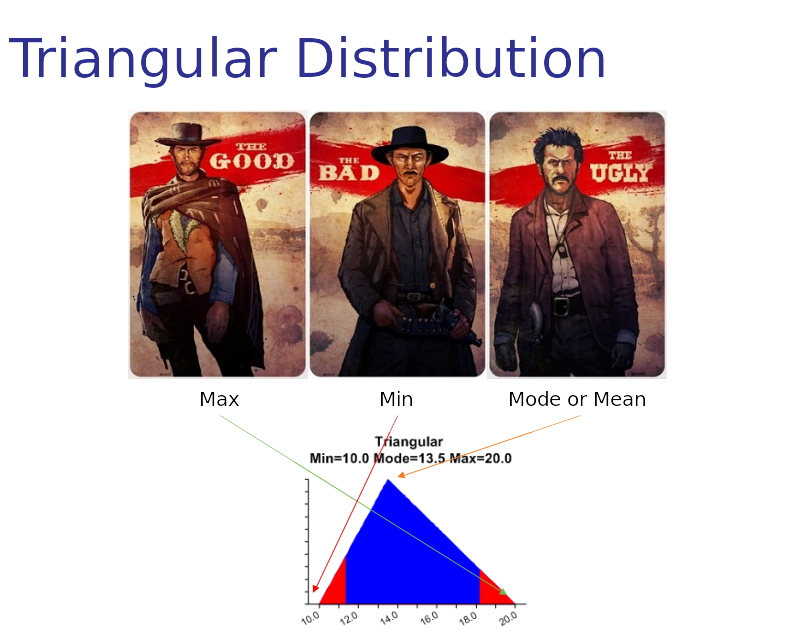 Triangular Distribution
THE
GOOD
THE
BAD
THE
UGLY
Max
Min
Mode or Mean
Triangular
Min=10.0 Mode=13.5 Max=20.0
10.0 12.0 14.0 16.0 18.0 20.0